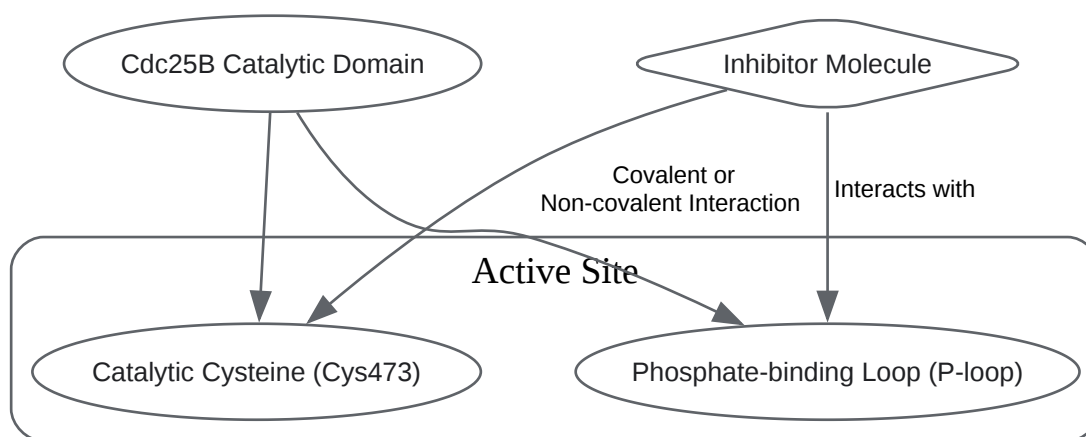 Cdc25B Catalytic Domain
Inhibitor Molecule
Covalent or
Non-covalent Interaction
Interacts with
Active Site
Catalytic Cysteine (Cys473)
Phosphate-binding Loop (P-loop)